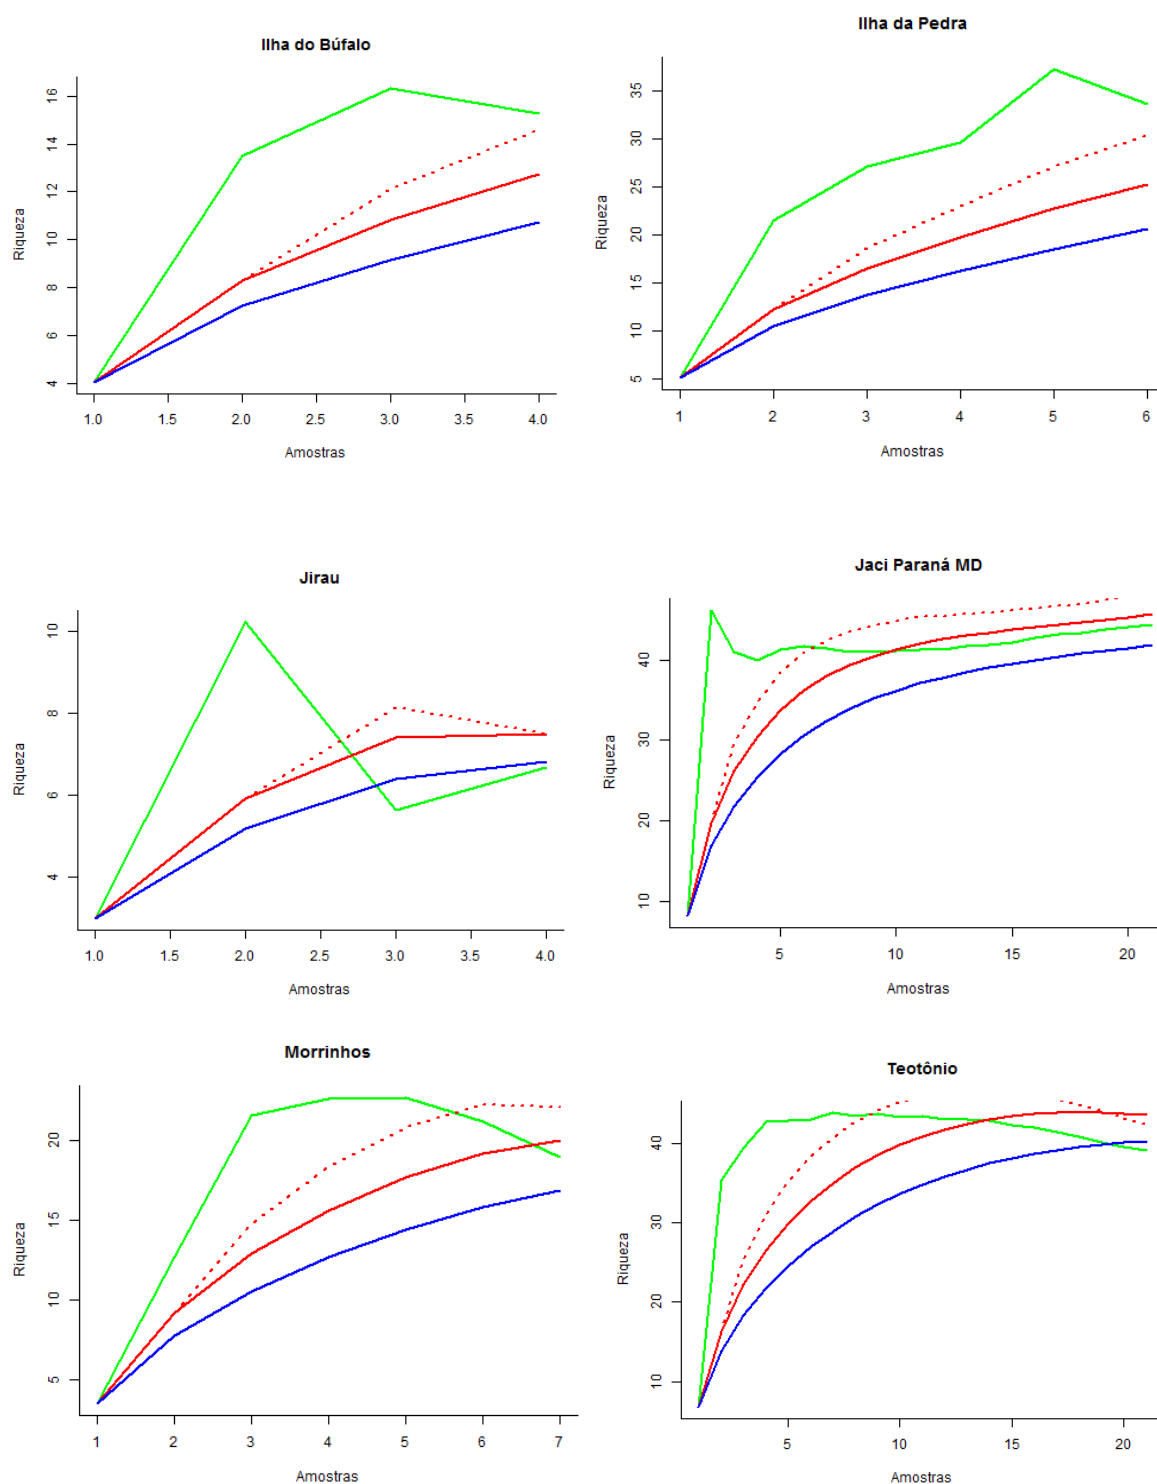 Ilha do Búfalo
Riqueza
4
6
8
10
12
14
16
1.0 1.5 2.0 2.5 3.0 3.5 4.0
Amostras
Ilha da Pedra
Riqueza
5
10
15
20
25
30
35
1 2 3 4 5 6
Amostras
Jirau
Riqueza
4
6
8
10
1.0 1.5 2.0 2.5 3.0 3.5 4.0
Amostras
Jaci Paraná MD
Riqueza
10
20
30
40
5 10 15 20
Amostras
Morrinhos
Riqueza
5
10
15
20
1 2 3 4 5 6 7
Amostras
Teotônio
Riqueza
10
20
30
40
5 10 15 20
Amostras